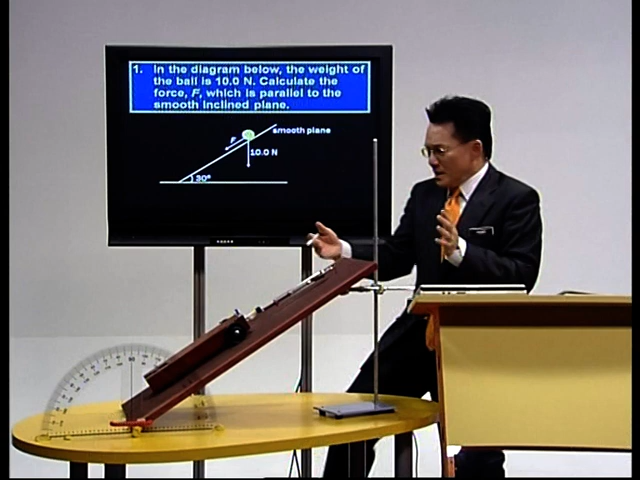 1. In the diagram below, the weight of
the ball is 10.0 N. Calculate the
force, F, which is parallel to the
smooth inclined plane.
F
smooth plane
10.0 N
30°